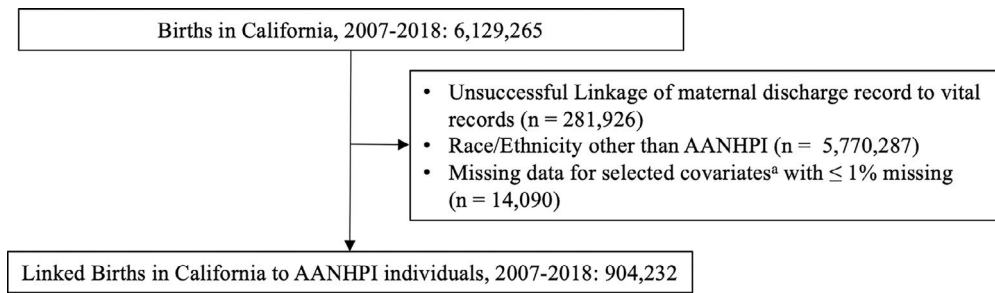 Births in California, 2007-2018: 6,129,265
• Unsuccessful Linkage of maternal discharge record to vital
records (n = 281,926)
• Race/Ethnicity other than AANHPI (n = 5,770,287)
• Missing data for selected covariatesᵃ with ≤ 1% missing
(n = 14,090)
Linked Births in California to AANHPI individuals, 2007-2018: 904,232